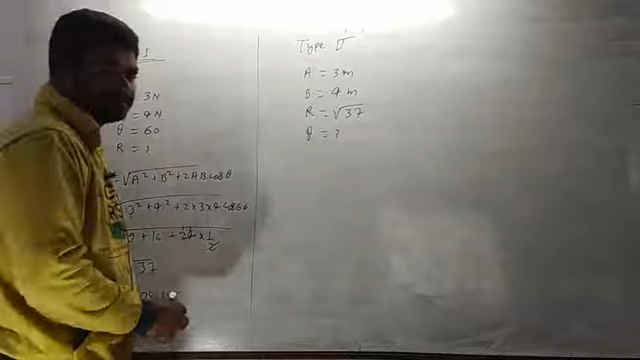 I
3N
= 4N
θ = 60
R = ?
√A² + B² + 2AB cosθ
3² + 4² + 2×3×4 cos60
9 + 16 + 24 × 1/2
12
√37
Type II
A = 3m
B = 4m
R = √37
θ = ?